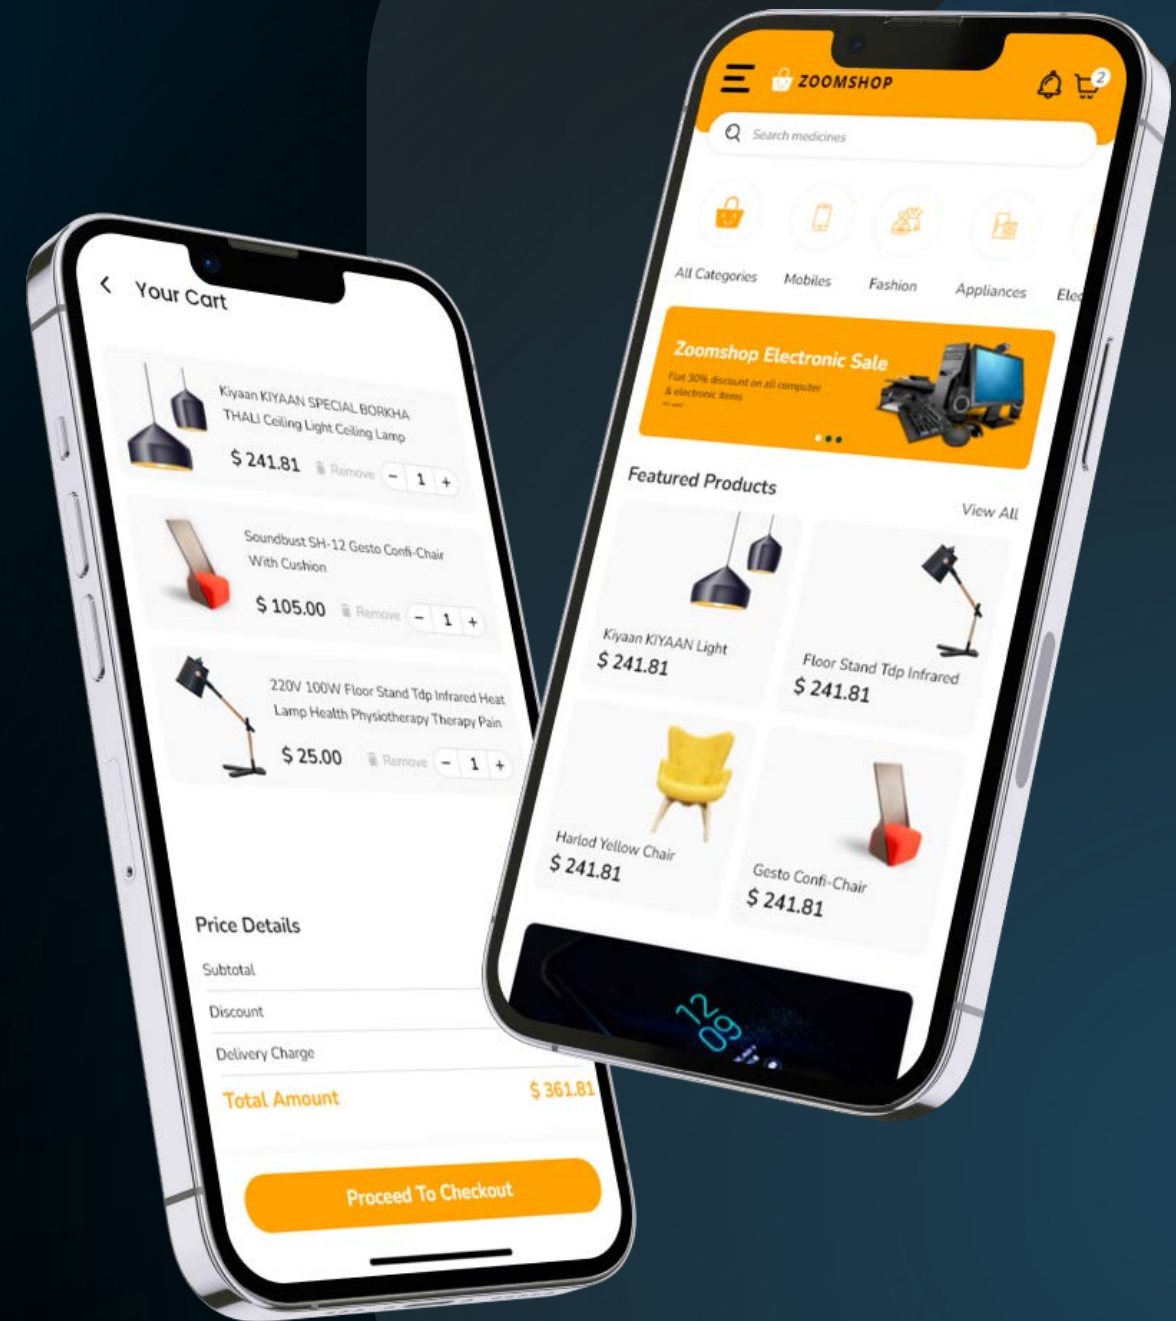 Your Cart
Kiyaan KIYAAN SPECIAL BORKHA
THALI Ceiling Light Ceiling Lamp
$ 241.81 Remove - 1 +
Soundbust SH-12 Gesto Confi-Chair
With Cushion
$ 105.00 Remove - 1 +
220V 100W Floor Stand Tdp Infrared Heat
Lamp Health Physiotherapy Therapy Pain
$ 25.00 Remove - 1 +
Price Details
Subtotal
Discount
Delivery Charge
Total Amount $ 361.81
Proceed To Checkout
ZOOMSHOP 2
Search medicines
All Categories Mobiles Fashion Appliances Elec
Zoomshop Electronic Sale
Flat 30% discount on all computer
& electronic items
Featured Products View All
Kiyaan KIYAAN Light
$ 241.81
Floor Stand Tdp Infrared
$ 241.81
Harlod Yellow Chair
$ 241.81
Gesto Confi-Chair
$ 241.81
12
09